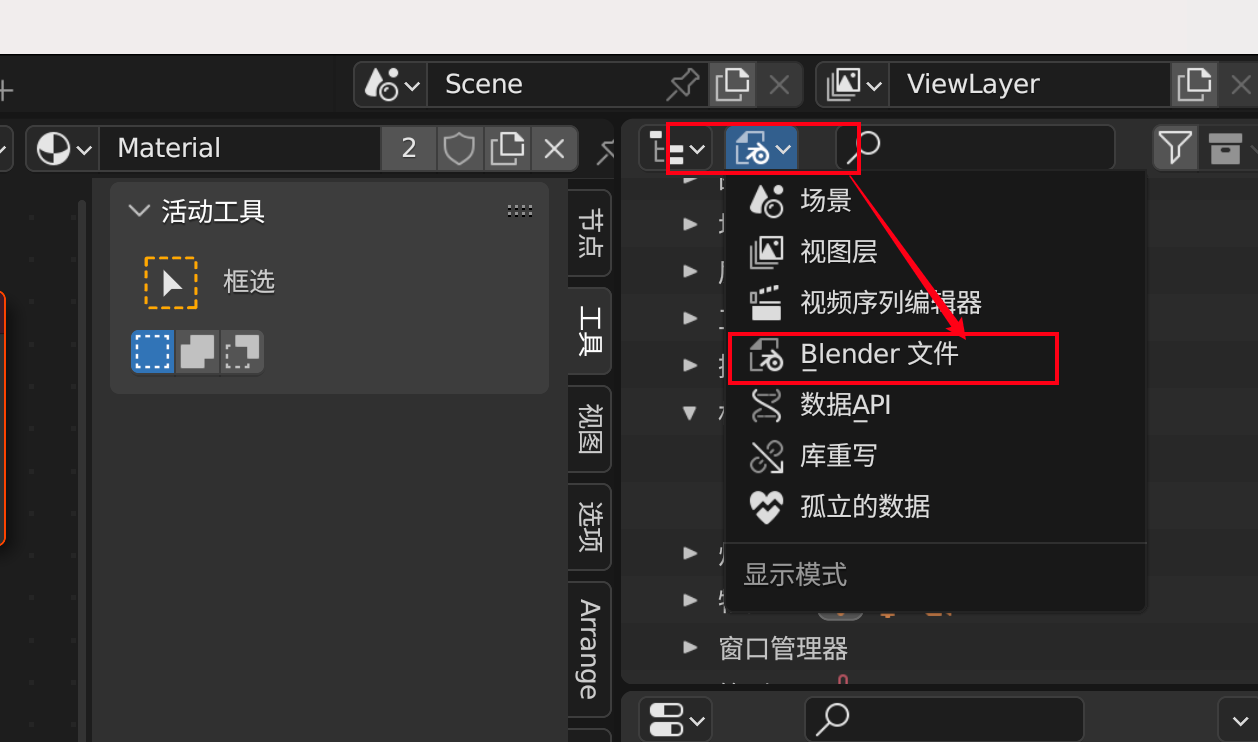 Scene
ViewLayer
Material
2
活动工具
框选
节点
工具
视图
选项
Arrange
场景
视图层
视频序列编辑器
Blender 文件
数据API
库重写
孤立的数据
显示模式
窗口管理器